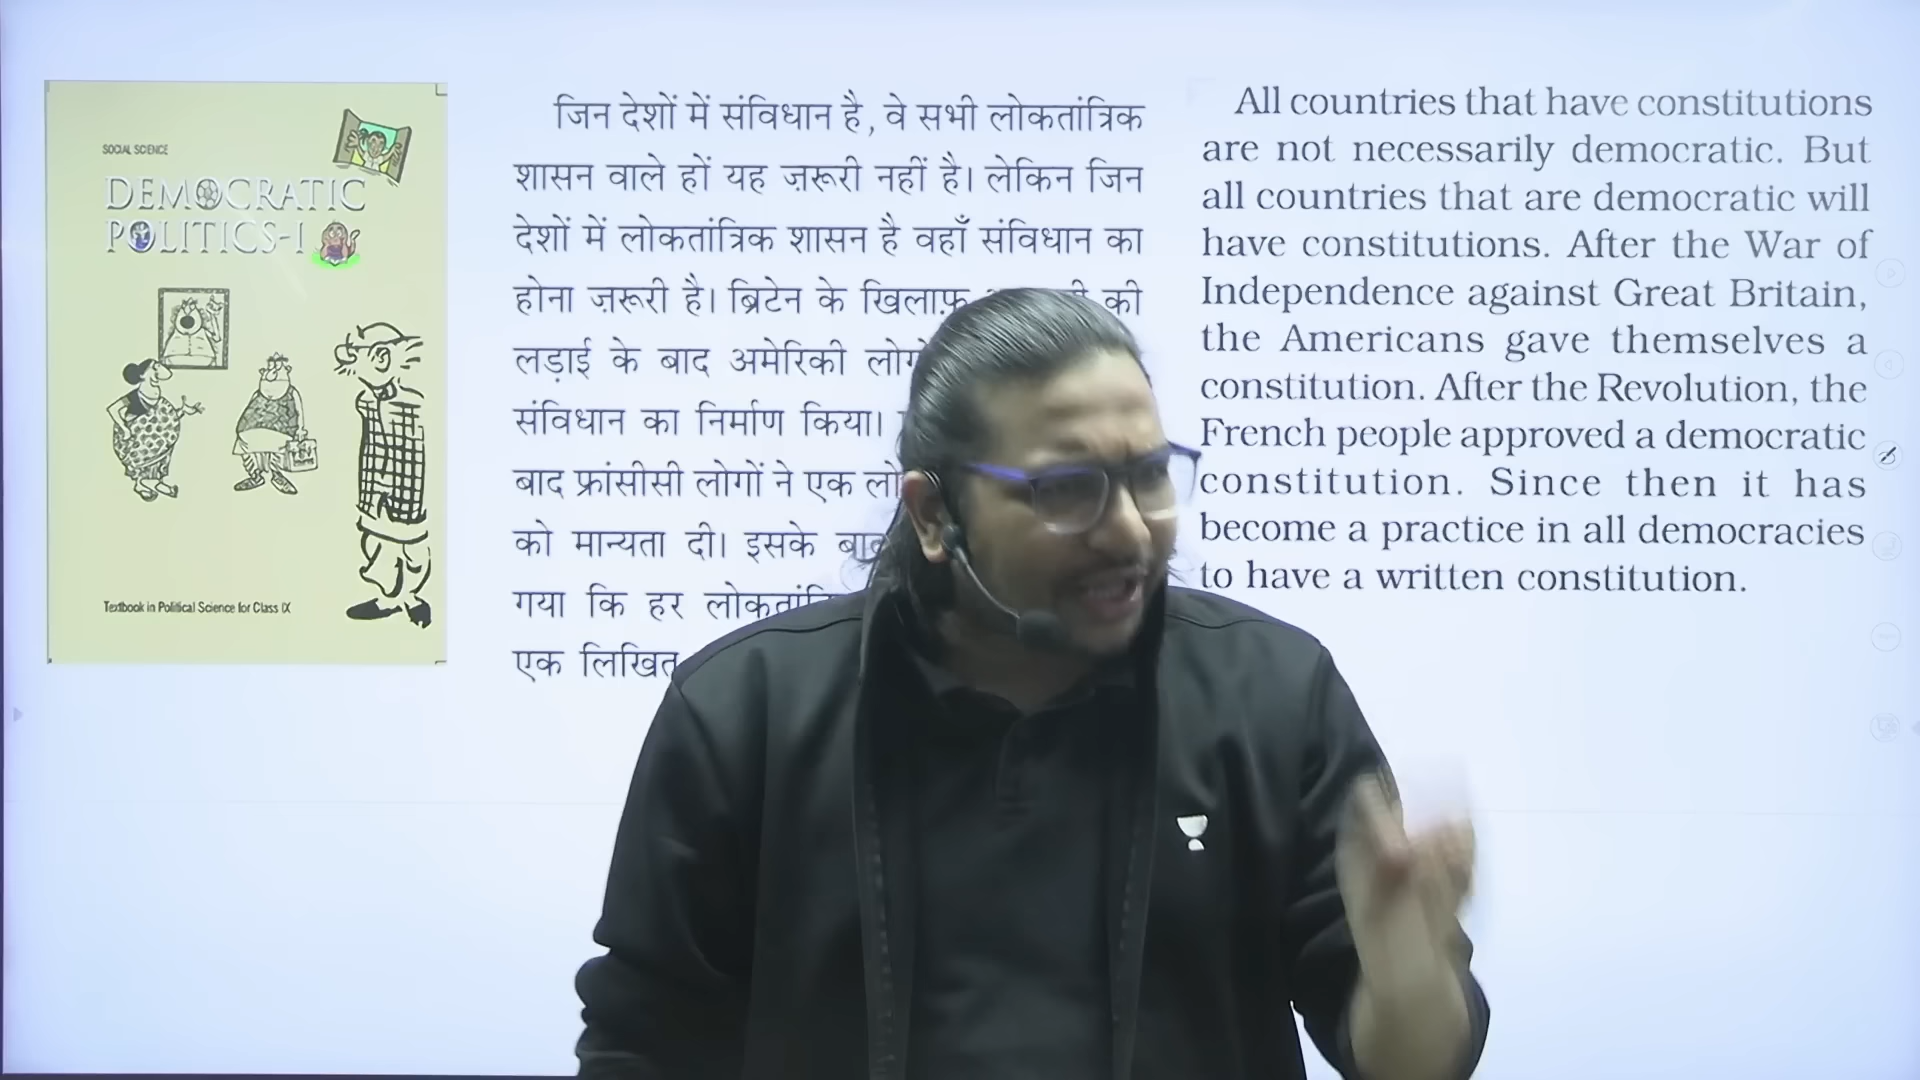 SOCIAL SCIENCE
DEMOCRATIC
POLITICS-I
Textbook in Political Science for Class IX
जिन देशों में संविधान है, वे सभी लोकतांत्रिक
शासन वाले हों यह ज़रूरी नहीं है। लेकिन जिन
देशों में लोकतांत्रिक शासन है वहाँ संविधान का
होना ज़रूरी है। ब्रिटेन के खिलाफ़ की
लड़ाई के बाद अमेरिकी
संविधान का निर्माण किया।
बाद फ्रांसीसी लोगों ने एक
को मान्यता दी। इसके
गया कि हर
एक लिखित
All countries that have constitutions
are not necessarily democratic. But
all countries that are democratic will
have constitutions. After the War of
Independence against Great Britain,
the Americans gave themselves a
constitution. After the Revolution, the
French people approved a democratic
constitution. Since then it has
become a practice in all democracies
to have a written constitution.